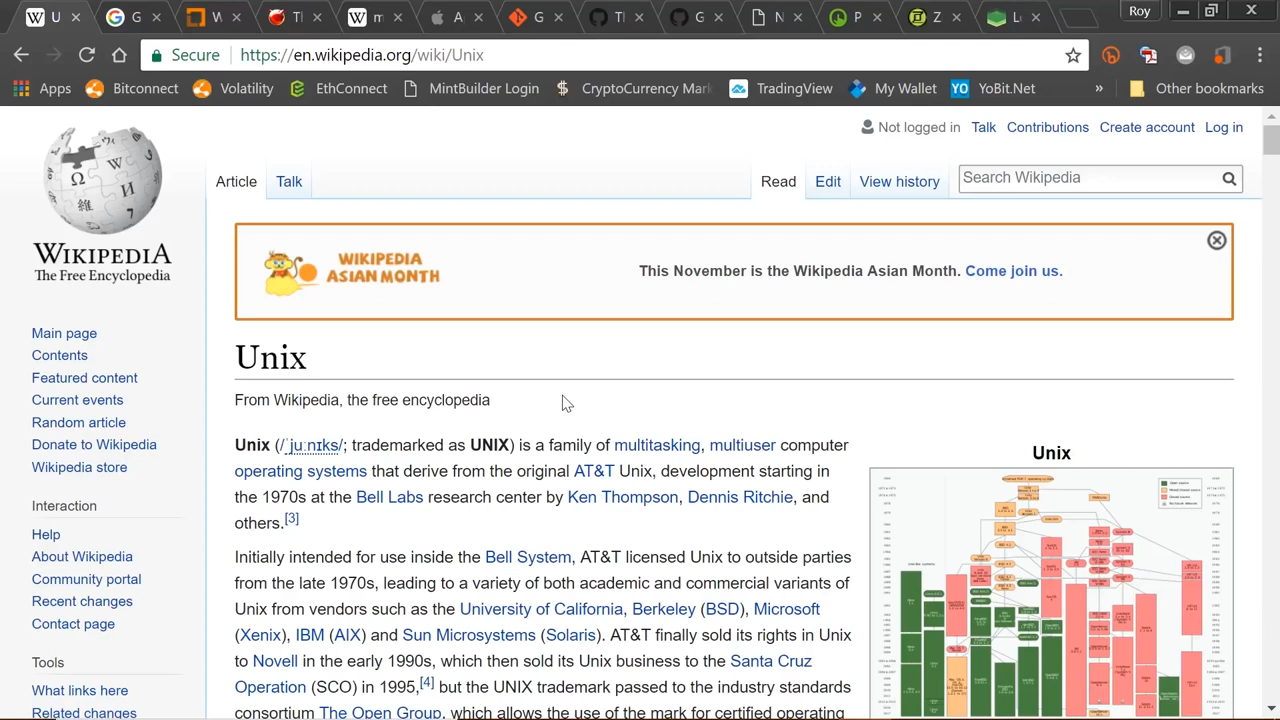 U G W Tl W m A G Tl G N P Z L Roy
Secure https://en.wikipedia.org/wiki/Unix
Apps Bitconnect Volatility EthConnect MintBuilder Login CryptoCurrency Mark TradingView My Wallet YO YoBit.Net » Other bookmarks
Not logged in Talk Contributions Create account Log in
Article Talk Read Edit View history Search Wikipedia
WIKIPEDIA
The Free Encyclopedia
WIKIPEDIA
ASIAN MONTH
This November is the Wikipedia Asian Month. Come join us.
Main page
Contents
Featured content
Current events
Random article
Donate to Wikipedia
Wikipedia store
Interaction
Help
About Wikipedia
Community portal
Recent changes
Contact page
Tools
What links here
Related changes
Unix
From Wikipedia, the free encyclopedia
Unix (/ˈjuːnɪks/; trademarked as UNIX) is a family of multitasking, multiuser computer
operating systems that derive from the original AT&T Unix, development starting in
the 1970s at the Bell Labs research center by Ken Thompson, Dennis Ritchie, and
others.[3]
Initially intended for use inside the Bell System, AT&T licensed Unix to outside parties
from the late 1970s, leading to a variety of both academic and commercial variants of
Unix from vendors such as the University of California, Berkeley (BSD), Microsoft
(Xenix), IBM (AIX) and Sun Microsystems (Solaris). AT&T finally sold its rights in Unix
to Novell in the early 1990s, which then sold its Unix business to the Santa Cruz
Operation (SCO) in 1995,[4] but the UNIX trademark passed to the industry standards
consortium The Open Group, which allows the use of the mark for certified operating
Unix